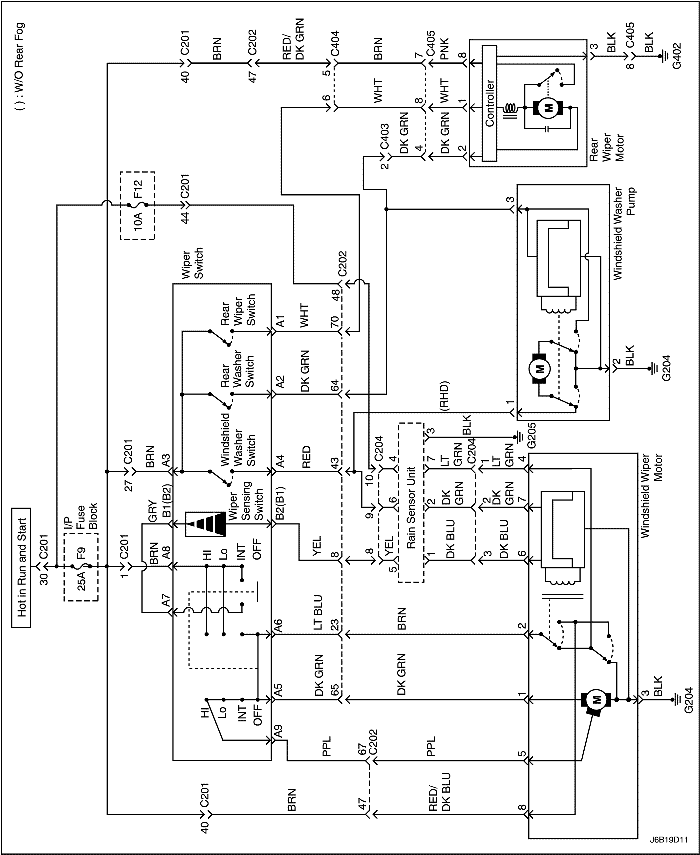 ( ) : W/O Rear Fog
Hot in Run and Start
30
C201
I/P
Fuse
Block
F9
25A
F12
10A
44
C201
40
C201
BRN
47
C202
RED/
DK GRN
5
C404
BRN
7
C405
PNK
8
6
WHT
8
WHT
1
2
C403
DK GRN
4
DK GRN
2
Controller
M
Rear
Wiper
Motor
3
BLK
8
C405
BLK
G402
27
C201
BRN
A3
1
C201
BRN
A8
GRY
B1(B2)
A7
Wiper
Switch
Rear
Wiper
Switch
A1
WHT
70
Rear
Washer
Switch
A2
DK GRN
64
Windshield
Washer
Switch
A4
RED
43
Wiper
Sensing
Switch
B2(B1)
YEL
8
48
C202
HI
Lo
INT
OFF
A6
LT BLU
23
BRN
2
A5
DK GRN
65
DK GRN
1
HI
Lo
INT
OFF
A9
PPL
67
C202
PPL
5
40
C201
BRN
47
RED/
DK BLU
8
C204
10
4
9
6
8
YEL
5
Rain Sensor Unit
3
BLK
G205
7
LT
GRN
C204
1
LT
GRN
4
2
DK
GRN
2
DK
GRN
7
1
DK BLU
3
DK BLU
6
(RHD)
3
1
M
Windshield Washer
Pump
2
BLK
G204
M
Windshield Wiper
Motor
3
BLK
G204
J6B19D11